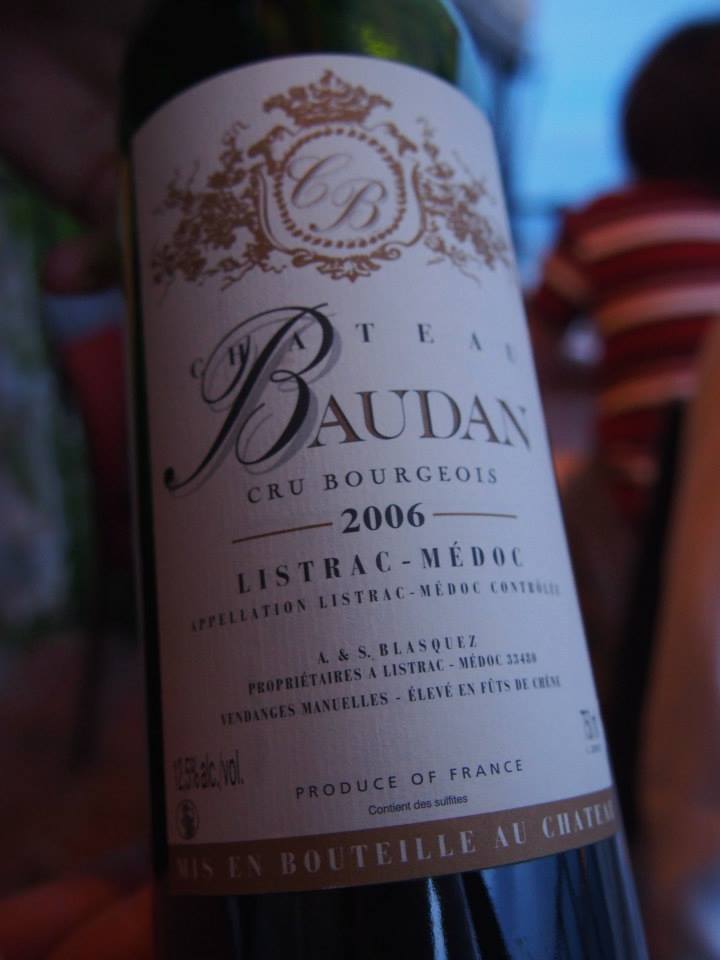 CB
CHATEAU
BAUDAN
CRU BOURGEOIS
2006
LISTRAC-MÉDOC
APPELLATION LISTRAC-MÉDOC CONTRÔLÉE
A. & S. BLASQUEZ
PROPRIÉTAIRES A LISTRAC - MÉDOC 33480
VENDANGES MANUELLES - ÉLEVÉ EN FÛTS DE CHÊNE
12,5% alc./vol.
PRODUCE OF FRANCE
Contient des sulfites
MIS EN BOUTEILLE AU CHATEAU